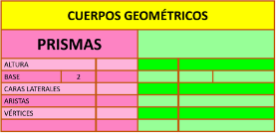 CUERPOS GEOMÉTRICOS
PRISMAS
ALTURA
BASE 2
CARAS LATERALES
ARISTAS
VÉRTICES